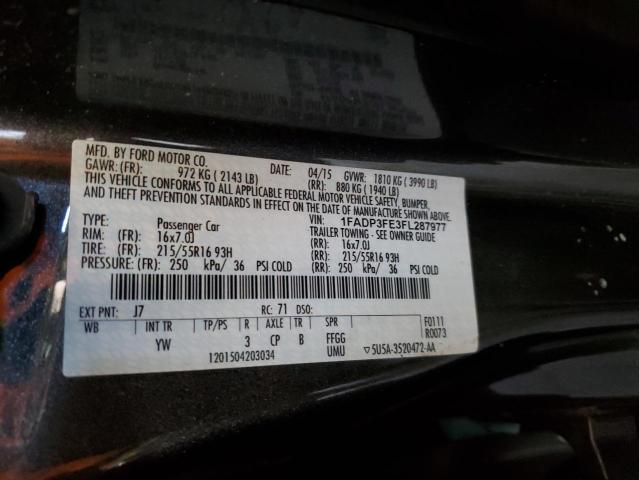 MFD. BY FORD MOTOR CO.
DATE: 04/15 GVWR: 1810 KG ( 3990 LB)
GAWR: (FR): 972 KG ( 2143 LB) (RR): 880 KG ( 1940 LB)
THIS VEHICLE CONFORMS TO ALL APPLICABLE FEDERAL MOTOR VEHICLE SAFETY, BUMPER,
AND THEFT PREVENTION STANDARDS IN EFFECT ON THE DATE OF MANUFACTURE SHOWN ABOVE.
VIN: 1FADP3FE3FL287977
TYPE: Passenger Car TRAILER TOWING - SEE OWNER GUIDE
RIM: (FR): 16x7.0J (RR): 16x7.0J
TIRE: (FR): 215/55R16 93H (RR): 215/55R16 93H
PRESSURE: (FR): 250 kPa/ 36 PSI COLD (RR): 250 kPa/ 36 PSI COLD
EXT PNT: J7 RC: 71 DSO:
WB INT TR TP/PS R AXLE TR SPR F0111
YW 3 CP B FFGG R0073
1201504203034 UMU ▽5U5A-3520472-AA